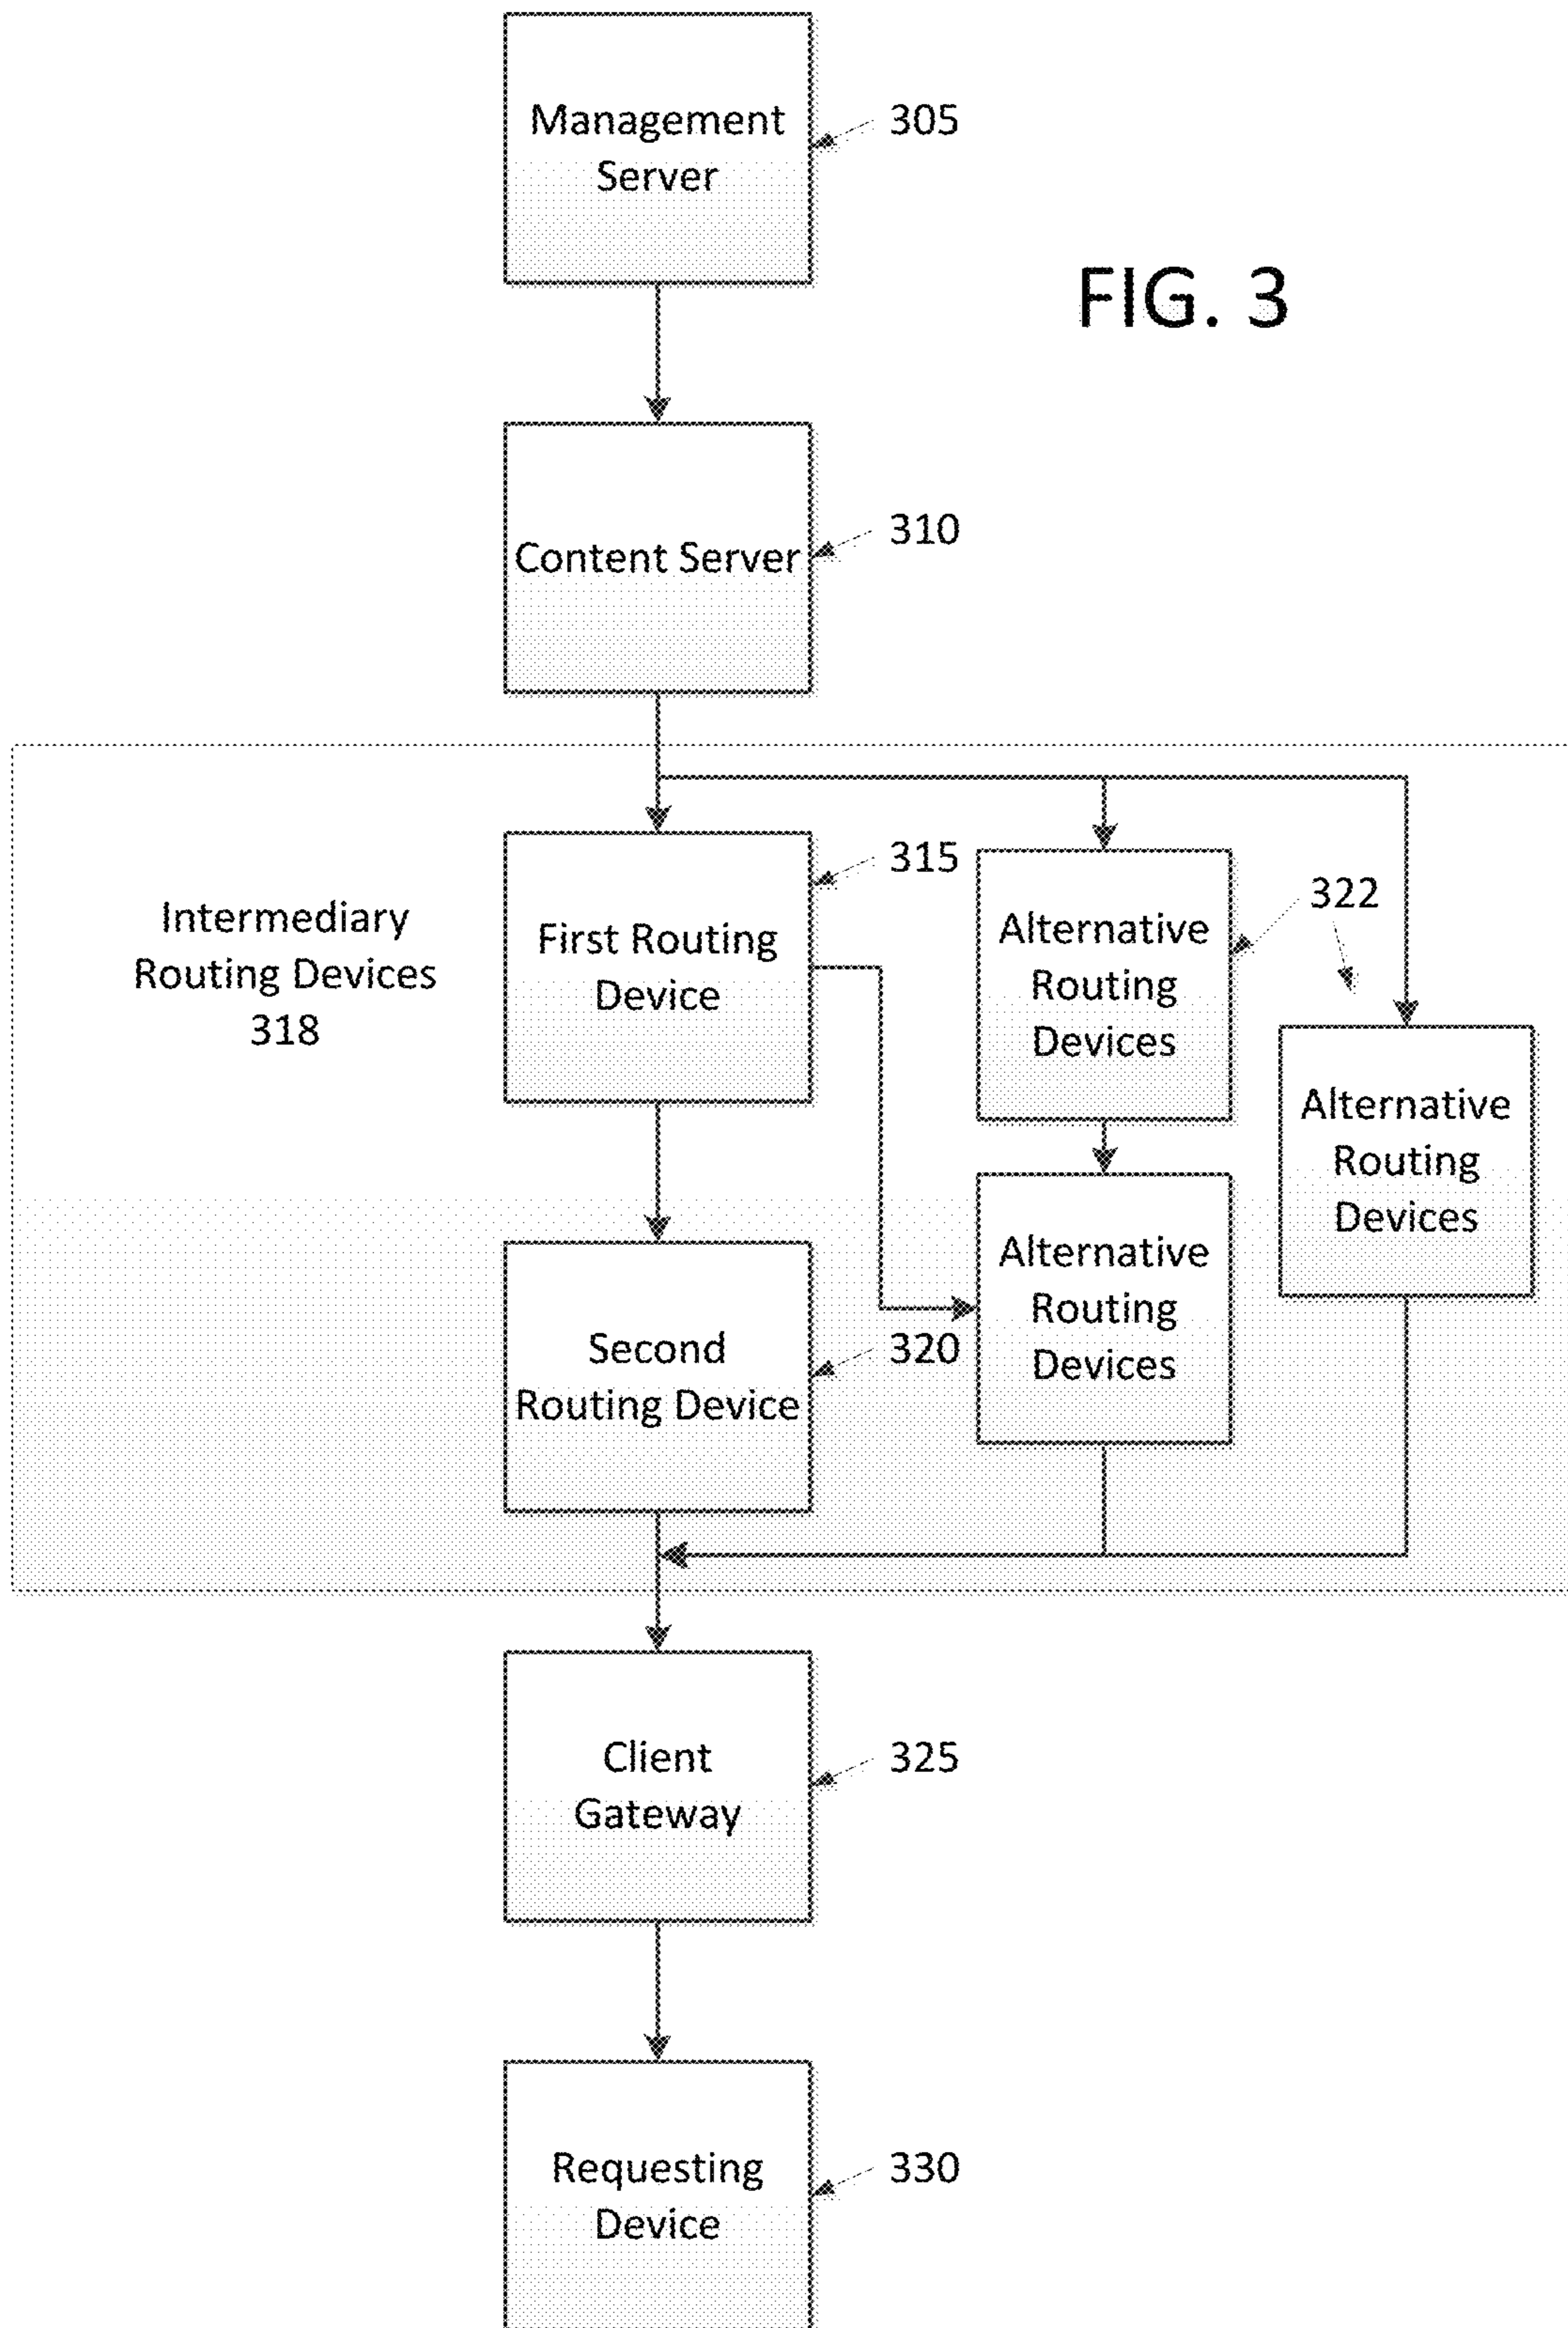 Management
Server
305
FIG. 3
Content Server
310
Intermediary
Routing Devices
318
First Routing
Device
315
Alternative
Routing
Devices
322
Alternative
Routing
Devices
Second
Routing Device
320
Alternative
Routing
Devices
Client
Gateway
325
Requesting
Device
330